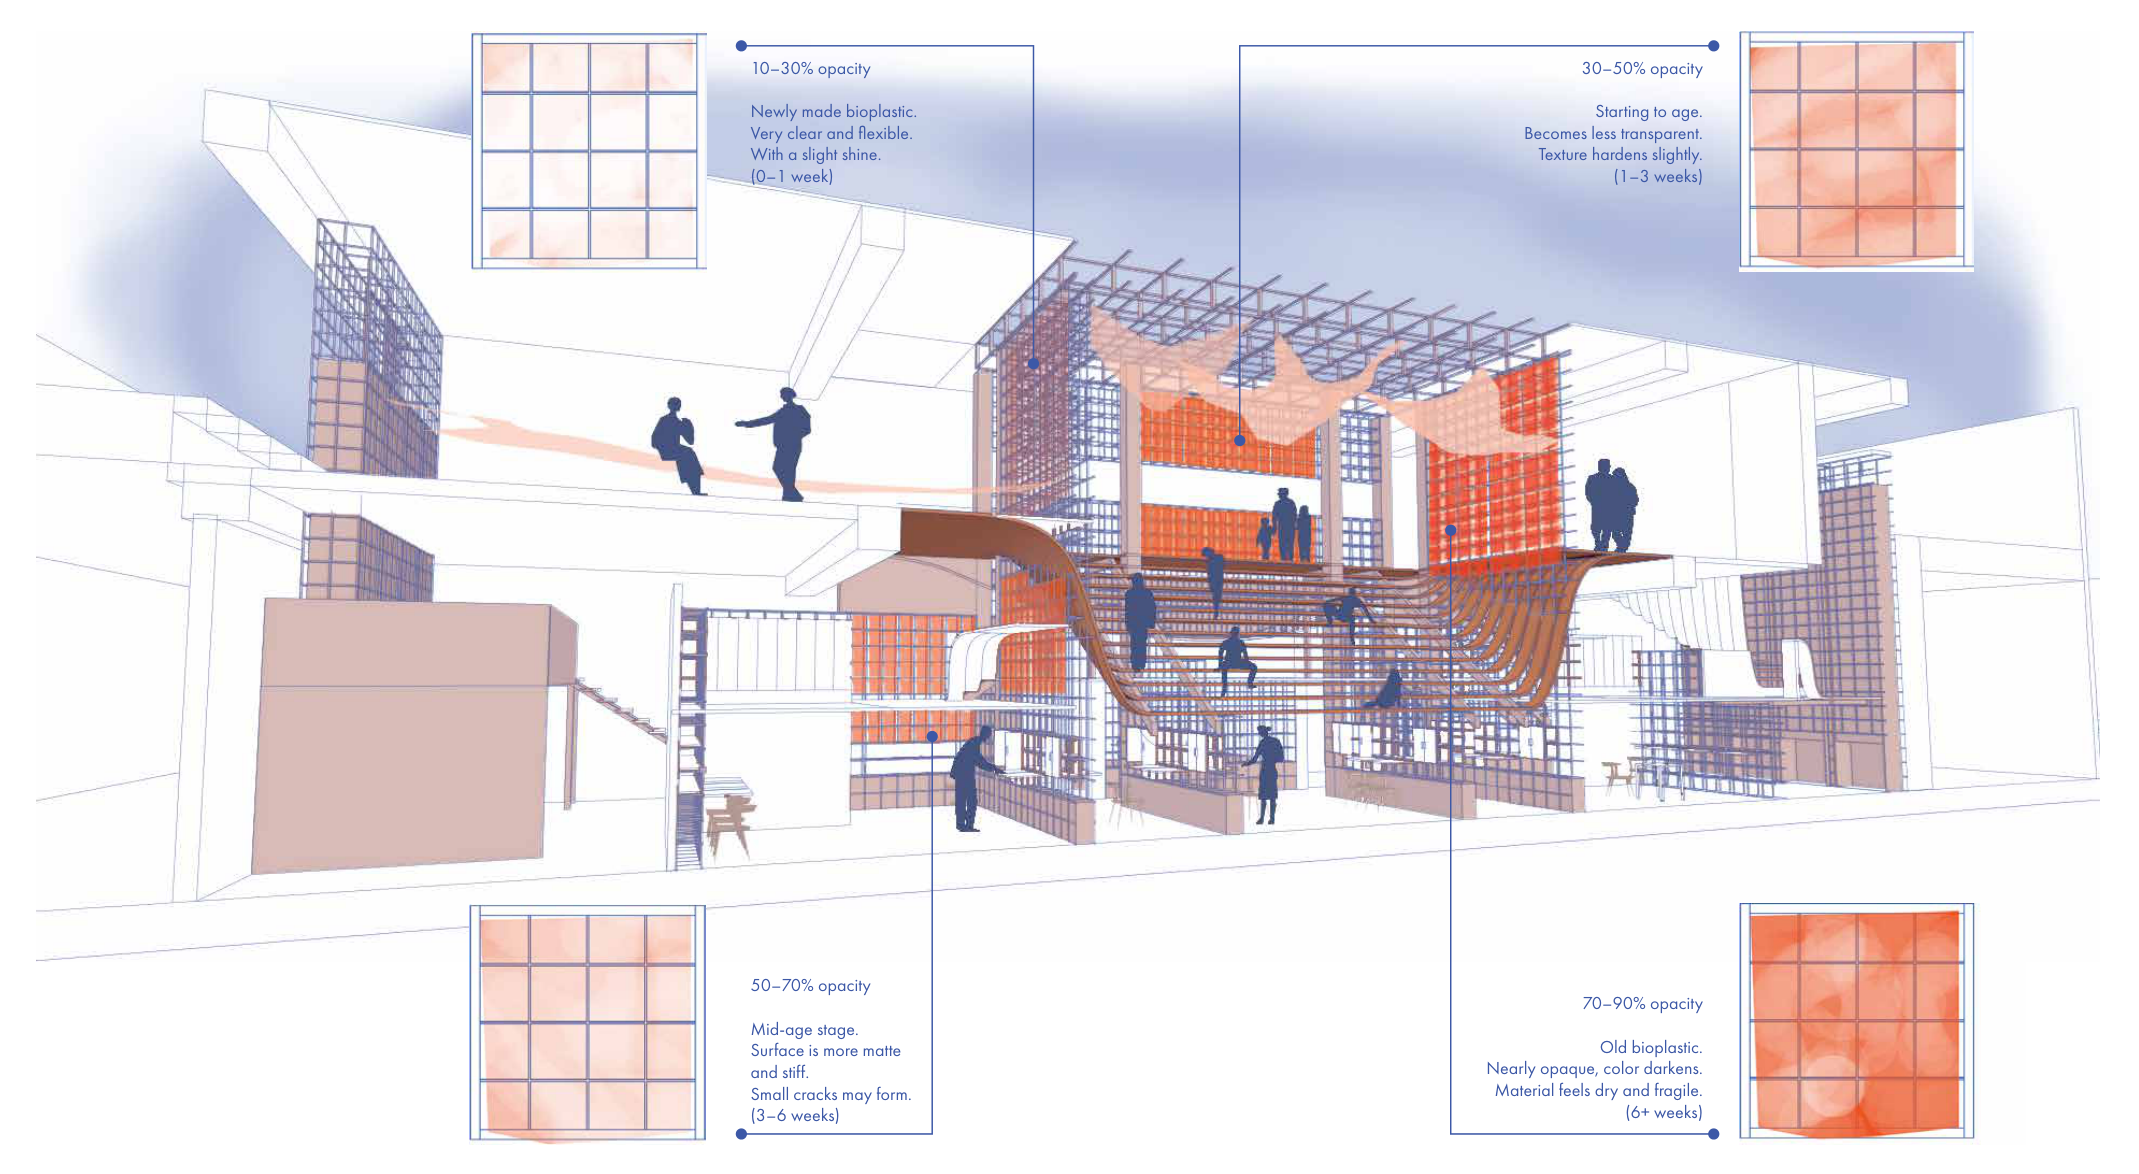 10–30% opacity
Newly made bioplastic.
Very clear and flexible.
With a slight shine.
(0–1 week)
30–50% opacity
Starting to age.
Becomes less transparent.
Texture hardens slightly.
(1–3 weeks)
50–70% opacity
Mid-age stage.
Surface is more matte
and stiff.
Small cracks may form.
(3–6 weeks)
70–90% opacity
Old bioplastic.
Nearly opaque, color darkens.
Material feels dry and fragile.
(6+ weeks)